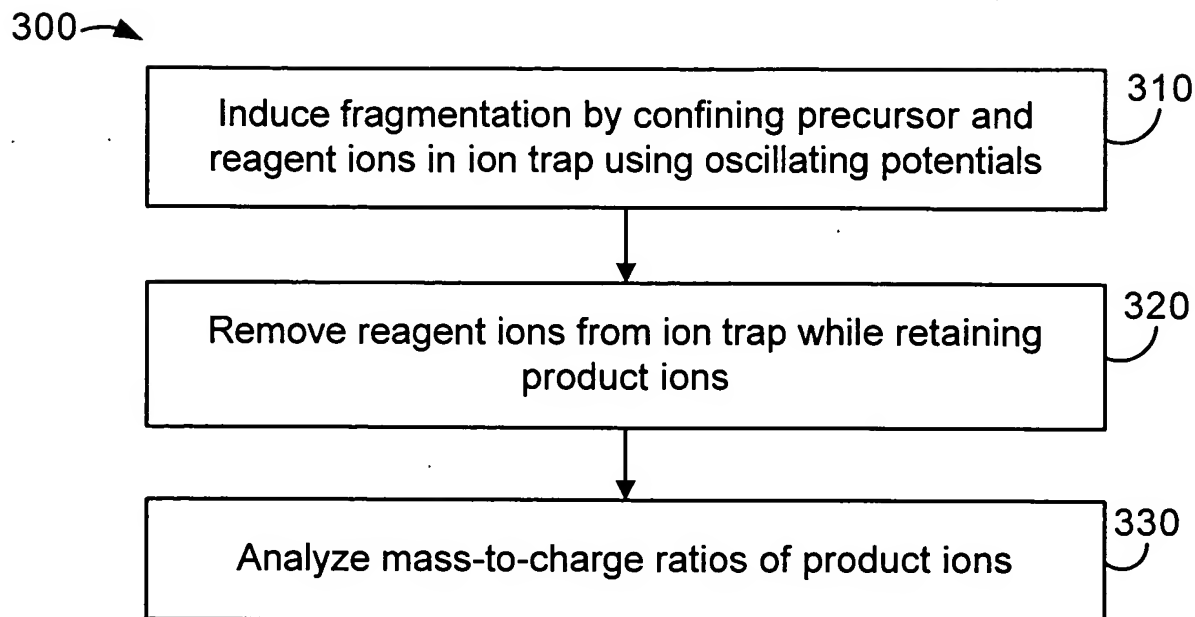 300
310
Induce fragmentation by confining precursor and
reagent ions in ion trap using oscillating potentials
320
Remove reagent ions from ion trap while retaining
product ions
330
Analyze mass-to-charge ratios of product ions